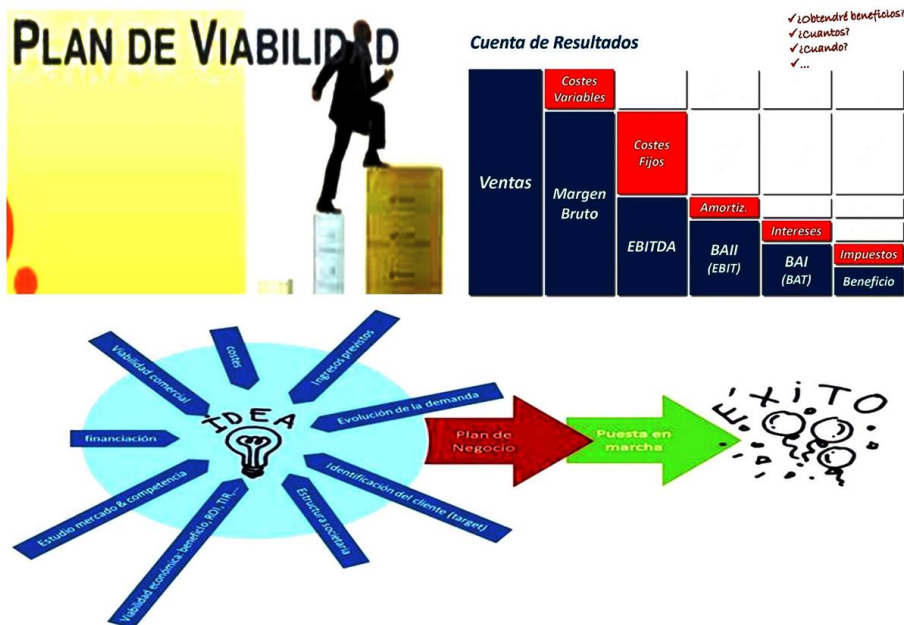 PLAN DE VIABILIDAD
✓¿Obtendré beneficios?
✓¿Cuantos?
✓¿Cuando?
✓...
Cuenta de Resultados
Ventas
Costes
Variables
Margen
Bruto
Costes
Fijos
EBITDA
Amortiz.
BAII
(EBIT)
Intereses
BAI
(BAT)
Impuestos
Beneficio
Viabilidad comercial
costes
Ingresos previstos
Evolución de la demanda
financiación
IDEA
Estudio mercado & competencia
Viabilidad económica: beneficio, ROI, TIR,...
Estructura societaria
Identificación del cliente (target)
Plan de
Negocio
Puesta en
marcha
ÉXiTO